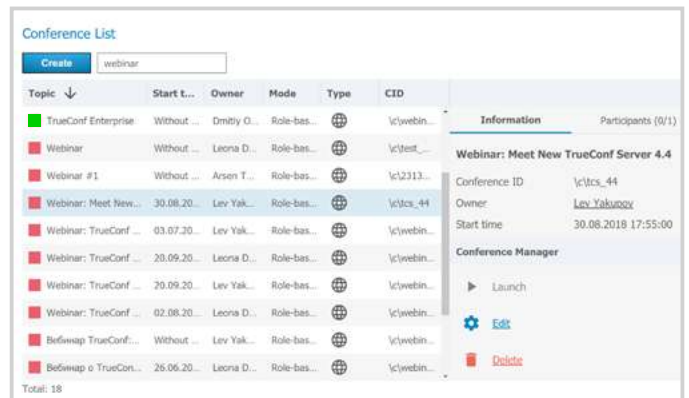 Conference List
Create webinar
Topic Start t... Owner Mode Type CID
TrueConf Enterprise Without ... Dmitiy O... Role-bas... \c\webin...
Webinar Without ... Leona D... Role-bas... \c\test_...
Webinar #1 Without ... Arsen T... Role-bas... \c\2313...
Webinar: Meet New... 30.08.20... Lev Yak... Role-bas... \c\tcs_44
Webinar: TrueConf ... 03.07.20... Lev Yak... Role-bas... \c\webin...
Webinar: TrueConf ... 20.09.20... Leona D... Role-bas... \c\webin...
Webinar: TrueConf ... 20.09.20... Lev Yak... Role-bas... \c\webin...
Webinar: TrueConf ... 02.08.20... Leona D... Role-bas... \c\webin...
Вебинар TrueConf:... Without ... Lev Yak... Role-bas... \c\webin...
Вебинар о TrueCon... 26.06.20... Leona D... Role-bas... \c\webin...
Total: 18
Information Participants (0/1)
Webinar: Meet New TrueConf Server 4.4
Conference ID \c\tcs_44
Owner Lev Yakupov
Start time 30.08.2018 17:55:00
Conference Manager
Launch
Edit
Delete